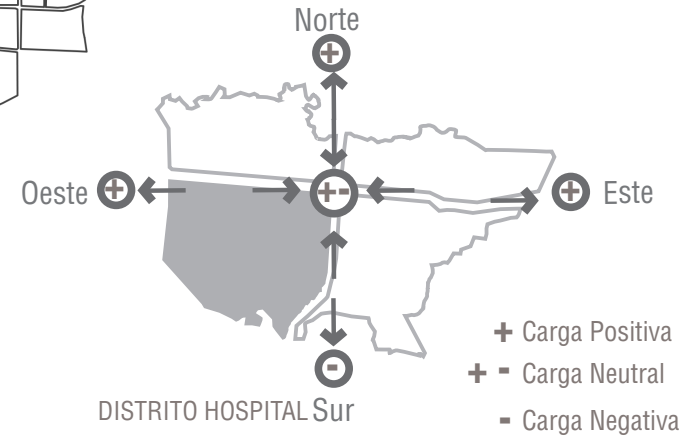 Norte
+
Oeste + +- + Este
-
DISTRITO HOSPITAL Sur
+ Carga Positiva
+ - Carga Neutral
- Carga Negativa